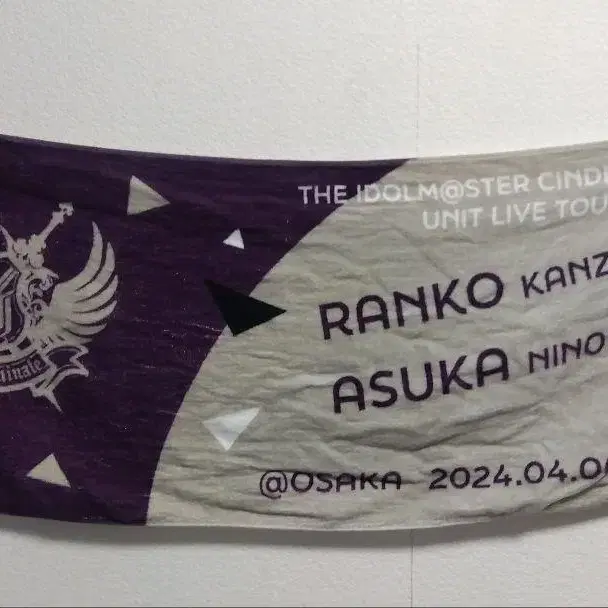 THE IDOLM@STER CINDE
UNIT LIVE TOU
RANKO KANZ
ASUKA NINO
@OSAKA 2024.04.0